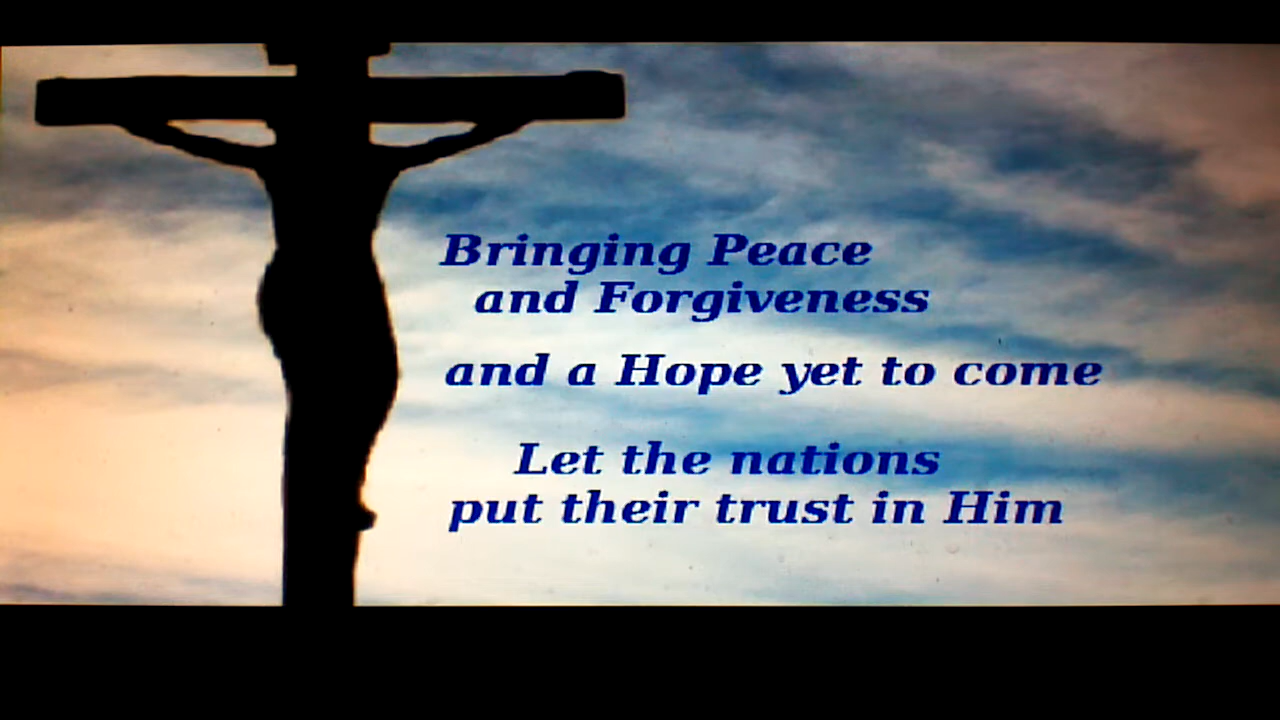 Bringing Peace
and Forgiveness
and a Hope yet to come
Let the nations
put their trust in Him